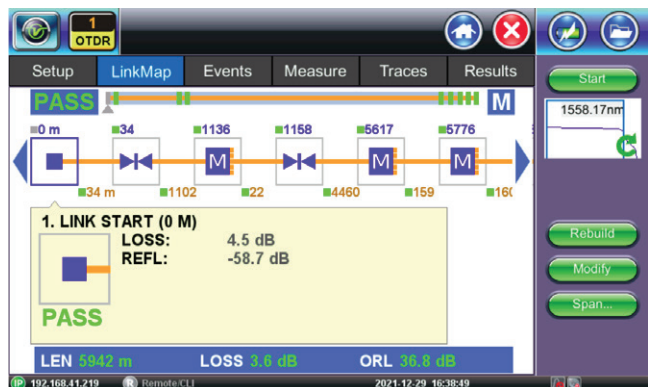 1
OTDR
Setup LinkMap Events Measure Traces Results
Start
PASS M
1558.17nm
0 m 34 1136 1158 5617 5776
M M
34 m 1102 22 4460 159
1. LINK START (0 M)
LOSS: 4.5 dB
REFL: -58.7 dB
PASS
Rebuild
Modify
Span...
LEN 5942 m LOSS 3.6 dB ORL 36.8 dB
IP 192.168.41.219 R Remote/CLI 2021-12-29 16:38:49